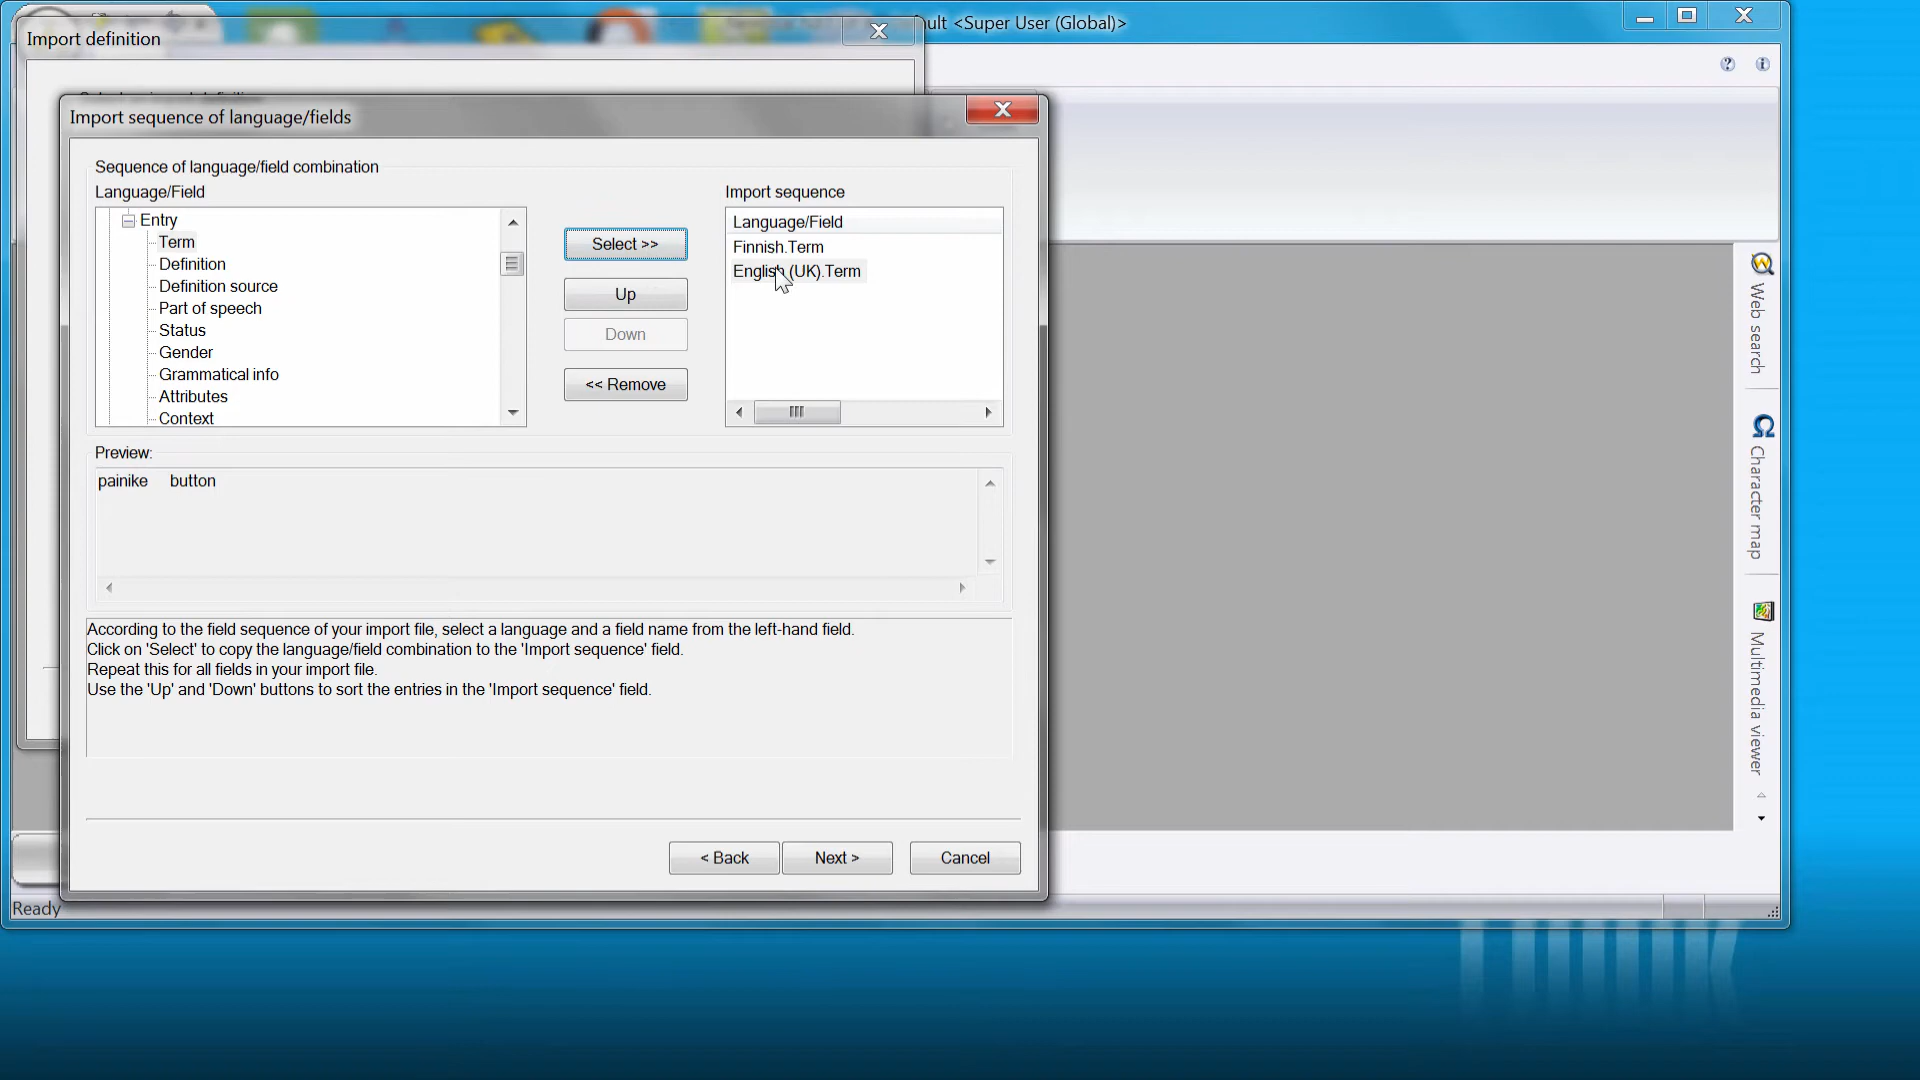 ult <Super User (Global)>
Import definition
Import sequence of language/fields
Sequence of language/field combination
Language/Field
Import sequence
Entry
Term
Definition
Definition source
Part of speech
Status
Gender
Grammatical info
Attributes
Context
Select >>
Up
Down
<< Remove
Language/Field
Finnish.Term
English (UK).Term
Preview:
painike button
According to the field sequence of your import file, select a language and a field name from the left-hand field.
Click on 'Select' to copy the language/field combination to the 'Import sequence' field.
Repeat this for all fields in your import file.
Use the 'Up' and 'Down' buttons to sort the entries in the 'Import sequence' field.
< Back
Next >
Cancel
Ready
Web search
Character map
Multimedia viewer